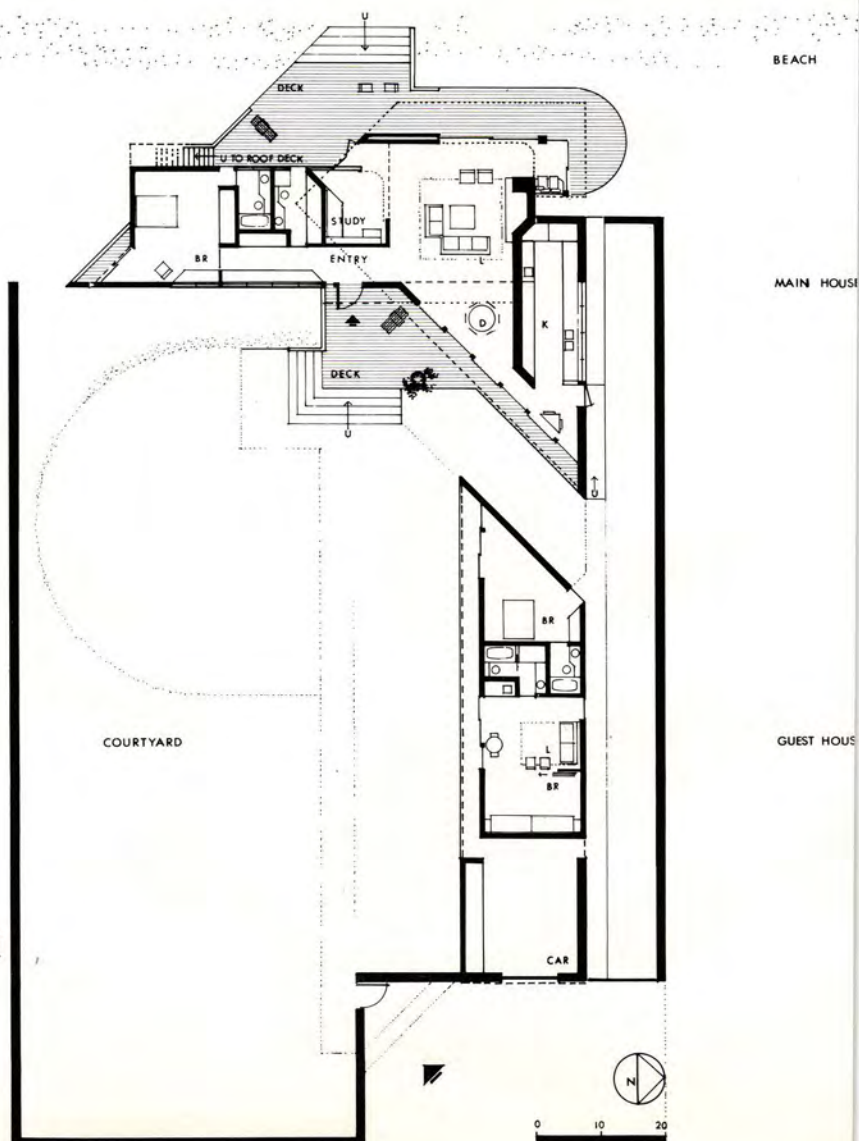 U
BEACH
DECK
U TO ROOF DECK
STUDY
BR
ENTRY
L
MAIN HOUSE
D
K
DECK
U
U
BR
COURTYARD
GUEST HOUS
L
BR
CAR
N
0 10 20